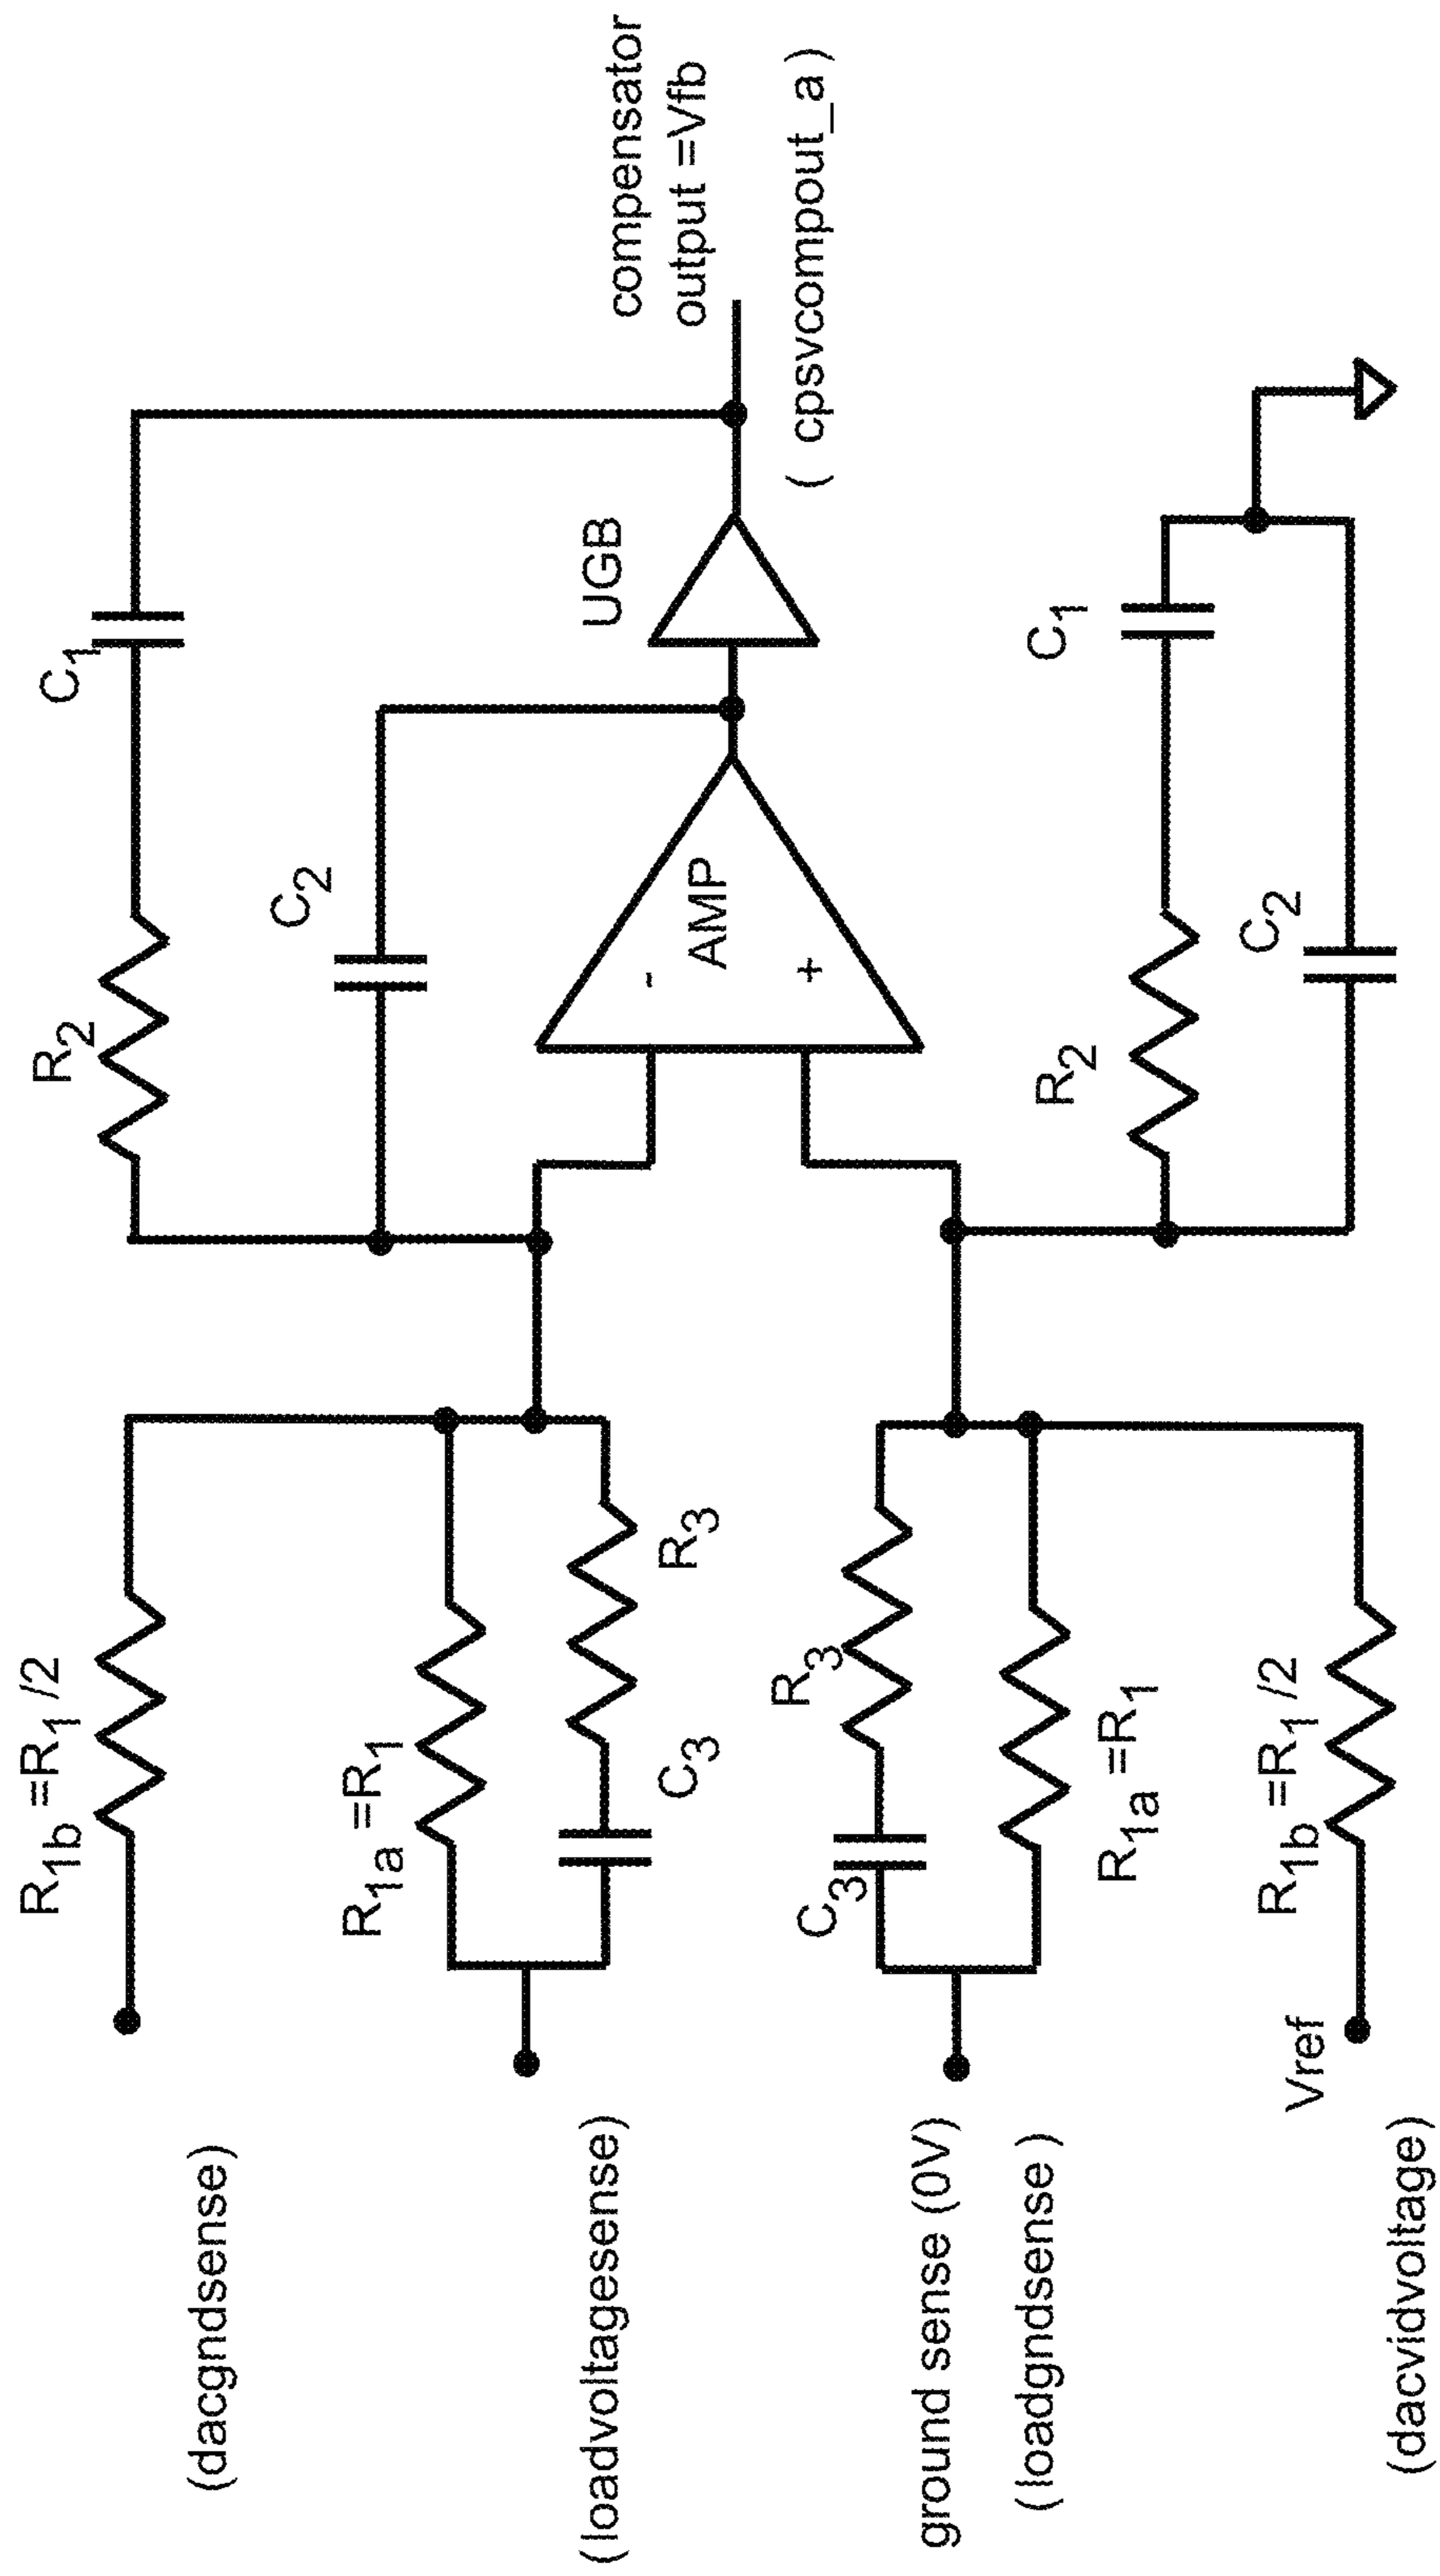 R1b =R1 /2
(dacgndsense)
R1a =R1
C3
R3
(loadvoltagesense)
R2
C1
C2
-
AMP
+
UGB
compensator
output =Vfb
( cpsvcompout_a )
ground sense (0V)
(loadgndsense )
C3
R3
R1a =R1
R1b =R1 /2
Vref
(dacvidvoltage)
R2
C1
C2